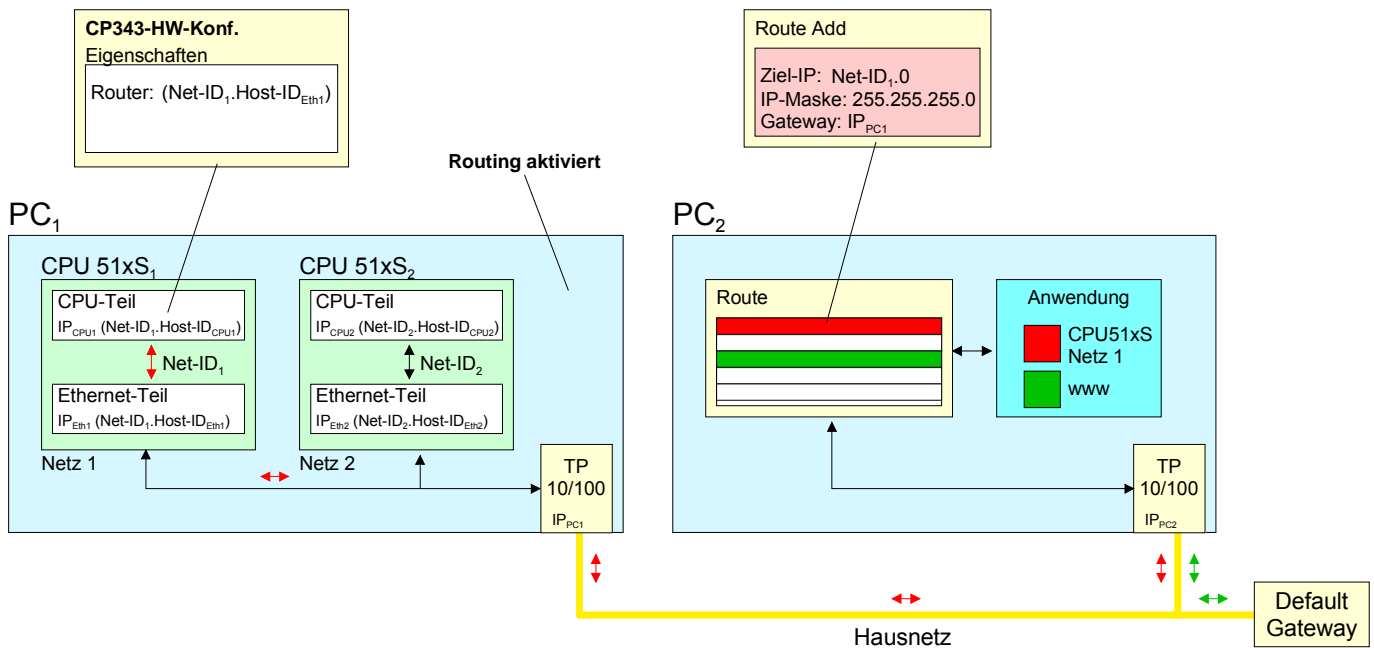 CP343-HW-Konf.
Eigenschaften
Router: (Net-ID1.Host-IDEth1)
Route Add
Ziel-IP: Net-ID1.0
IP-Maske: 255.255.255.0
Gateway: IPPC1
Routing aktiviert
PC1
CPU 51xS1
CPU-Teil
IPCPU1 (Net-ID1.Host-IDCPU1)
Net-ID1
Ethernet-Teil
IPEth1 (Net-ID1.Host-IDEth1)
Netz 1
CPU 51xS2
CPU-Teil
IPCPU2 (Net-ID2.Host-IDCPU2)
Net-ID2
Ethernet-Teil
IPEth2 (Net-ID2.Host-IDEth2)
Netz 2
TP
10/100
IPPC1
PC2
Route
Anwendung
CPU51xS
Netz 1
www
TP
10/100
IPPC2
Hausnetz
Default
Gateway